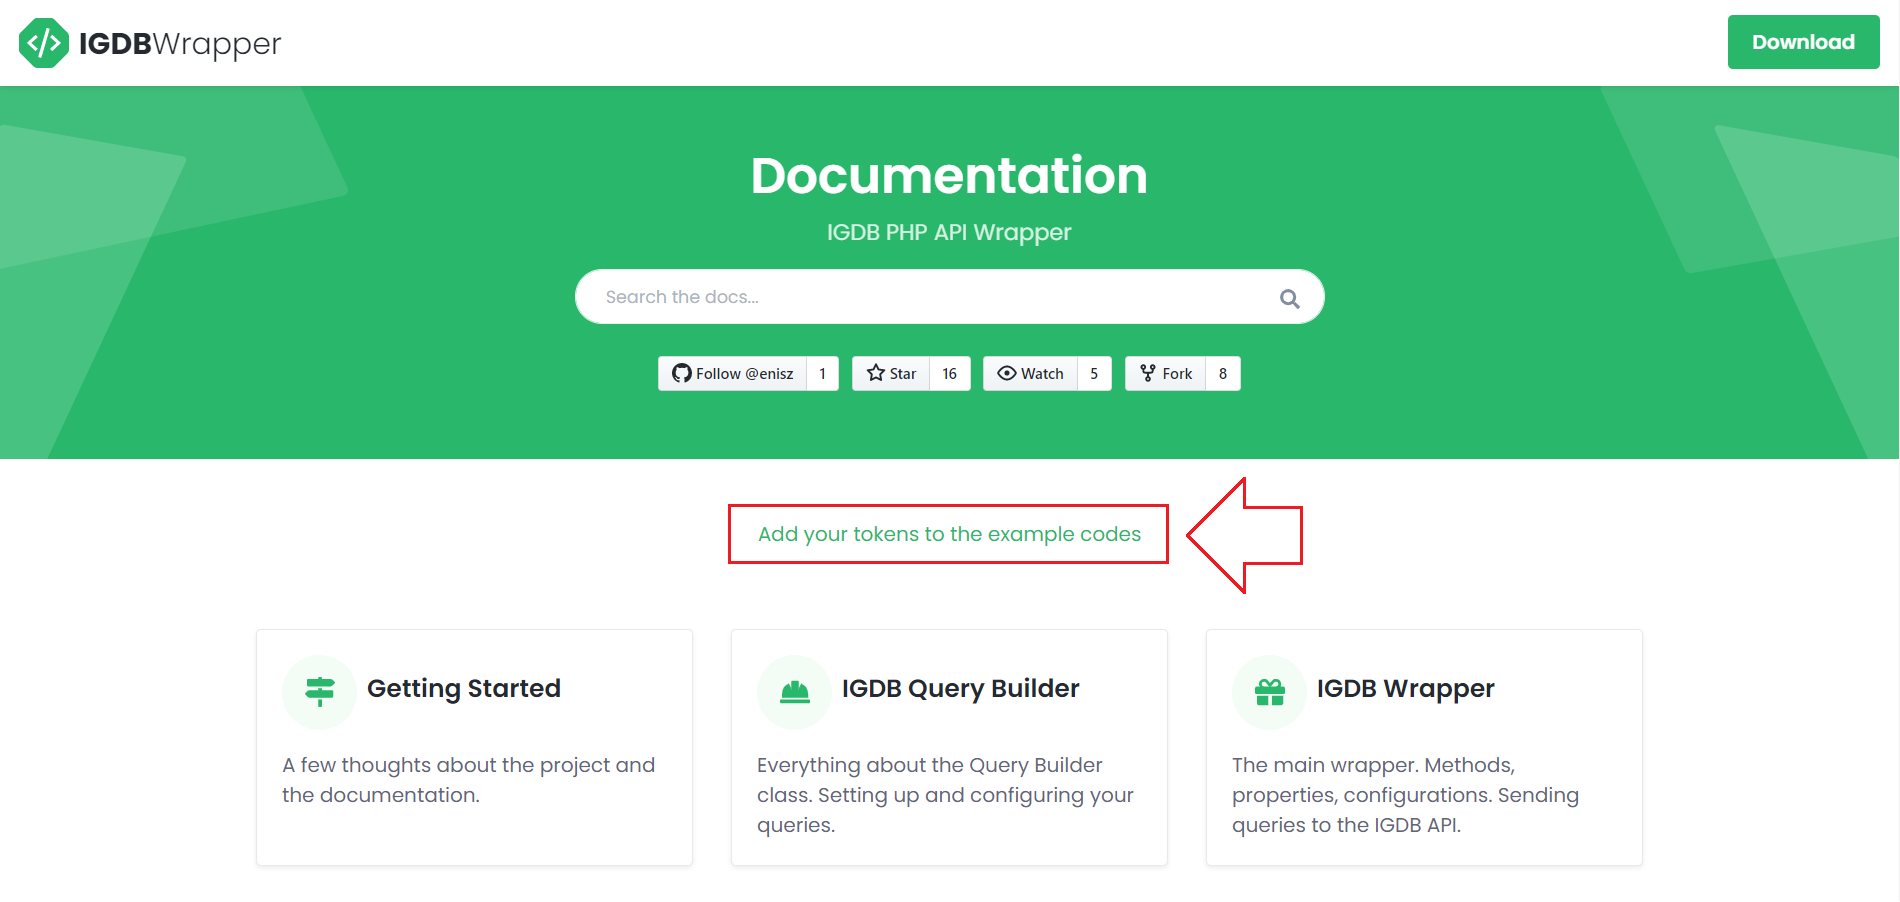 IGDBWrapper
Download
Documentation
IGDB PHP API Wrapper
Search the docs...
Follow @enisz 1
Star 16
Watch 5
Fork 8
Add your tokens to the example codes
Getting Started
A few thoughts about the project and
the documentation.
IGDB Query Builder
Everything about the Query Builder
class. Setting up and configuring your
queries.
IGDB Wrapper
The main wrapper. Methods,
properties, configurations. Sending
queries to the IGDB API.